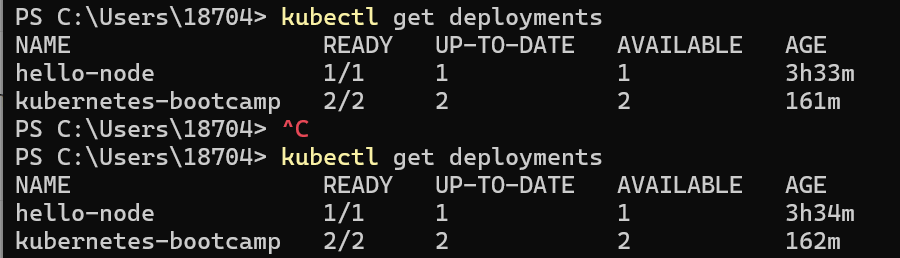 PS C:\Users\18704> kubectl get deployments
NAME READY UP-TO-DATE AVAILABLE AGE
hello-node 1/1 1 1 3h33m
kubernetes-bootcamp 2/2 2 2 161m
PS C:\Users\18704> ^C
PS C:\Users\18704> kubectl get deployments
NAME READY UP-TO-DATE AVAILABLE AGE
hello-node 1/1 1 1 3h34m
kubernetes-bootcamp 2/2 2 2 162m